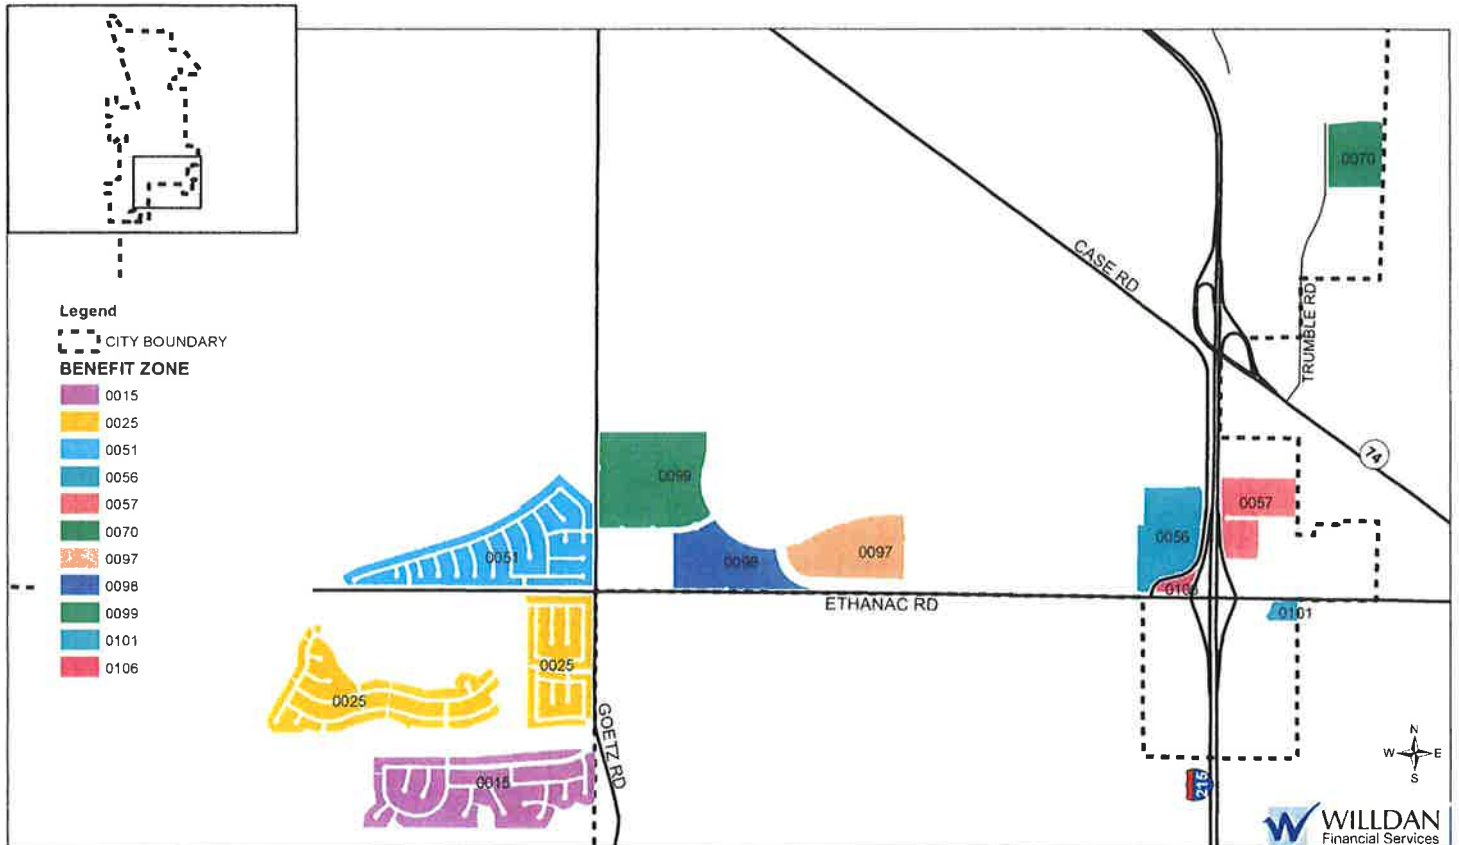 0070
CASE RD
TRUMBLE RD
Legend
CITY BOUNDARY
BENEFIT ZONE
0015
0025
0051
0056
0057
0070
0097
0098
0099
0101
0106
74
0099
0057
0056
0051
0098
0097
0106
ETHANAC RD
0101
0025
0025
GOETZ RD
0015
N
W E
S
215
WILLDAN
Financial Services